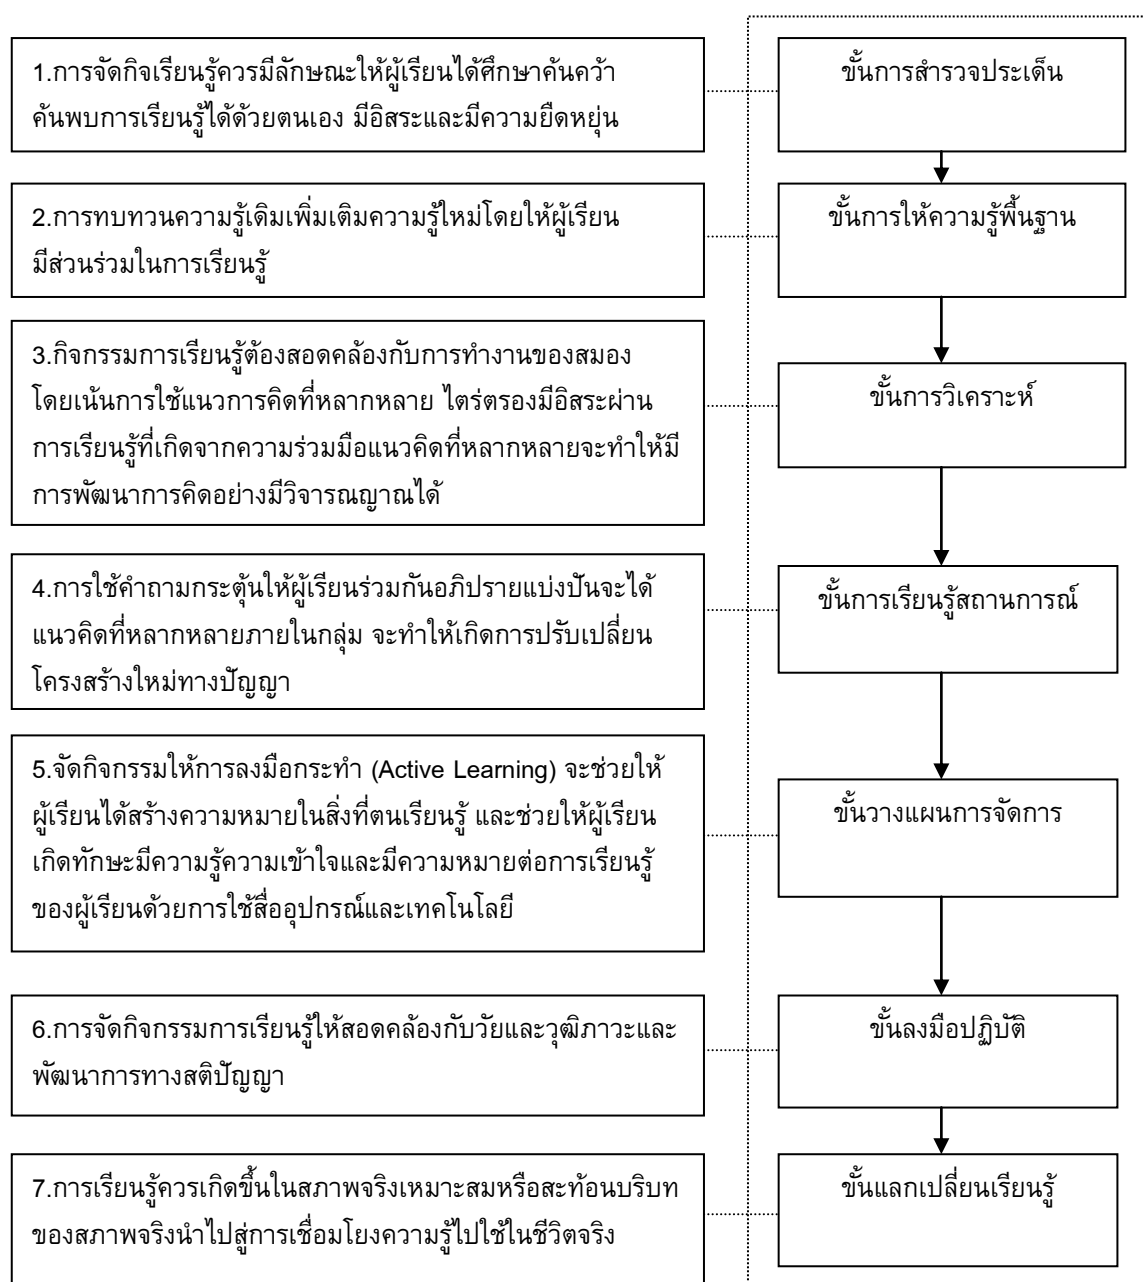 1.การจัดกิจเรียนรู้ควรมีลักษณะให้ผู้เรียนได้ศึกษาค้นคว้า
ค้นพบการเรียนรู้ได้ด้วยตนเอง มีอิสระและมีความยืดหยุ่น
ขั้นการสำรวจประเด็น
2.การทบทวนความรู้เดิมเพิ่มเติมความรู้ใหม่โดยให้ผู้เรียน
มีส่วนร่วมในการเรียนรู้
ขั้นการให้ความรู้พื้นฐาน
3.กิจกรรมการเรียนรู้ต้องสอดคล้องกับการทำงานของสมอง
โดยเน้นการใช้แนวการคิดที่หลากหลาย ไตร่ตรองมีอิสระผ่าน
การเรียนรู้ที่เกิดจากความร่วมมือแนวคิดที่หลากหลายจะทำให้มี
การพัฒนาการคิดอย่างมีวิจารณญาณได้
ขั้นการวิเคราะห์
4.การใช้คำถามกระตุ้นให้ผู้เรียนร่วมกันอภิปรายแบ่งปันจะได้
แนวคิดที่หลากหลายภายในกลุ่ม จะทำให้เกิดการปรับเปลี่ยน
โครงสร้างใหม่ทางปัญญา
ขั้นการเรียนรู้สถานการณ์
5.จัดกิจกรรมให้การลงมือกระทำ (Active Learning) จะช่วยให้
ผู้เรียนได้สร้างความหมายในสิ่งที่ตนเรียนรู้ และช่วยให้ผู้เรียน
เกิดทักษะมีความรู้ความเข้าใจและมีความหมายต่อการเรียนรู้
ของผู้เรียนด้วยการใช้สื่ออุปกรณ์และเทคโนโลยี
ขั้นวางแผนการจัดการ
6.การจัดกิจกรรมการเรียนรู้ให้สอดคล้องกับวัยและวุฒิภาวะและ
พัฒนาการทางสติปัญญา
ขั้นลงมือปฏิบัติ
7.การเรียนรู้ควรเกิดขึ้นในสภาพจริงเหมาะสมหรือสะท้อนบริบท
ของสภาพจริงนำไปสู่การเชื่อมโยงความรู้ไปใช้ในชีวิตจริง
ขั้นแลกเปลี่ยนเรียนรู้